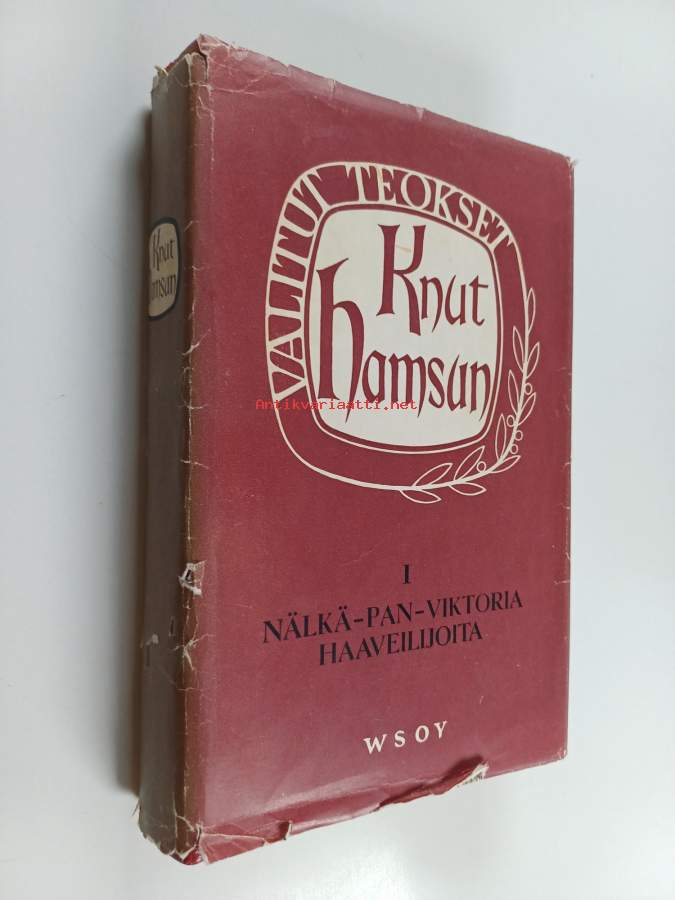 VALITUT TEOKSET
Knut
hamsun
Antikvariaatti.net
I
NÄLKÄ-PAN-VIKTORIA
HAAVEILIJOITA
WSOY
Knut
hamsun